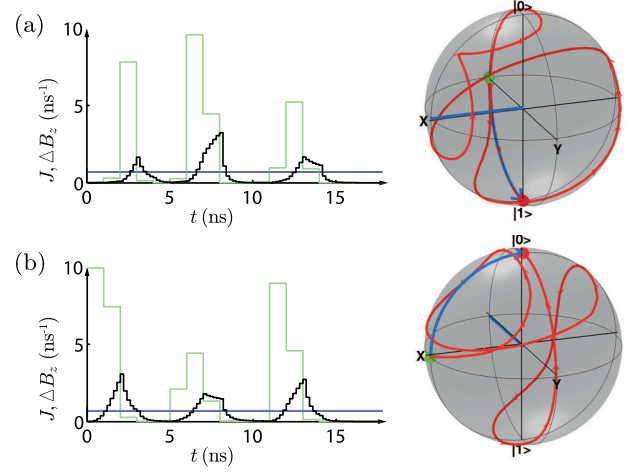 (a)
10
5
0
J, ΔB_z (ns⁻¹)
0 5 10 15
t (ns)
|0>
X
Y
|1>
(b)
10
5
0
J, ΔB_z (ns⁻¹)
0 5 10 15
t (ns)
|0>
X
Y
|1>